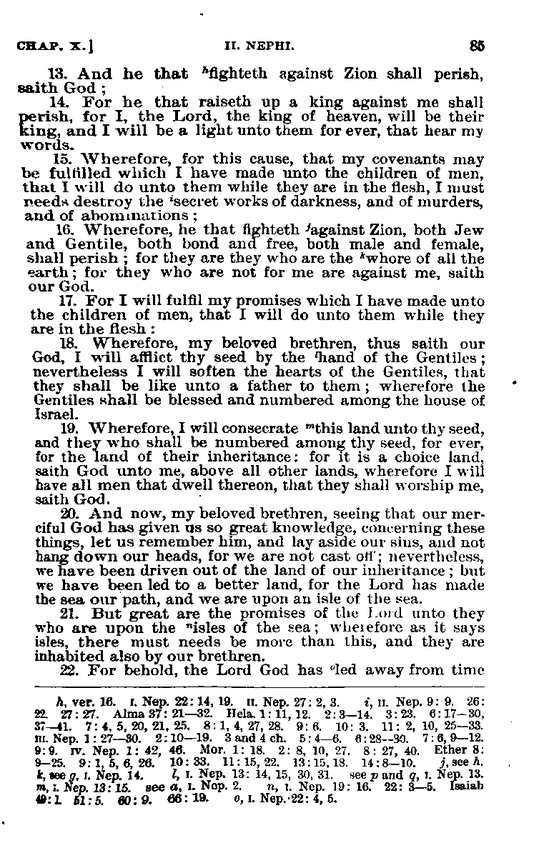 CHAP. X.] II. NEPHI. 85
13. And he that ʰfighteth against Zion shall perish,
saith God ;
14. For he that raiseth up a king against me shall
perish, for I, the Lord, the king of heaven, will be their
king, and I will be a light unto them for ever, that hear my
words.
15. Wherefore, for this cause, that my covenants may
be fulfilled which I have made unto the children of men,
that I will do unto them while they are in the flesh, I must
needs destroy the ⁱsecret works of darkness, and of murders,
and of abominations ;
16. Wherefore, he that fighteth ʲagainst Zion, both Jew
and Gentile, both bond and free, both male and female,
shall perish ; for they are they who are the ᵏwhore of all the
earth ; for they who are not for me are against me, saith
our God.
17. For I will fulfil my promises which I have made unto
the children of men, that I will do unto them while they
are in the flesh :
18. Wherefore, my beloved brethren, thus saith our
God, I will afflict thy seed by the ˡhand of the Gentiles ;
nevertheless I will soften the hearts of the Gentiles, that
they shall be like unto a father to them ; wherefore the
Gentiles shall be blessed and numbered among the house of
Israel.
19. Wherefore, I will consecrate ᵐthis land unto thy seed,
and they who shall be numbered among thy seed, for ever,
for the land of their inheritance: for it is a choice land,
saith God unto me, above all other lands, wherefore I will
have all men that dwell thereon, that they shall worship me,
saith God.
20. And now, my beloved brethren, seeing that our mer-
ciful God has given us so great knowledge, concerning these
things, let us remember him, and lay aside our sins, and not
hang down our heads, for we are not cast off ; nevertheless,
we have been driven out of the land of our inheritance ; but
we have been led to a better land, for the Lord has made
the sea our path, and we are upon an isle of the sea.
21. But great are the promises of the Lord unto they
who are upon the ⁿisles of the sea ; wherefore as it says
isles, there must needs be more than this, and they are
inhabited also by our brethren.
22. For behold, the Lord God has ᵒled away from time
h, ver. 16. I. Nep. 22: 14, 19. II. Nep. 27: 2, 3. i, II. Nep. 9: 9. 26:
22. 27: 27. Alma 37: 21—32. Hela. 1: 11, 12. 2: 3—14. 3: 23. 6: 17—30,
37—41. 7: 4, 5, 20, 21, 25. 8: 1, 4, 27, 28. 9: 6. 10: 3. 11: 2, 10, 25—33.
III. Nep. 1: 27—30. 2: 10—19. 3 and 4 ch. 5: 4—6. 6: 28—30. 7: 6, 9—12.
9: 9. IV. Nep. 1: 42, 46. Mor. 1: 18. 2: 8, 10, 27. 8: 27, 40. Ether 8:
9—25. 9: 1, 5, 6, 26. 10: 33. 11: 15, 22. 13: 15, 18. 14: 8—10. j, see h.
k, see g, I. Nep. 14. l, I. Nep. 13: 14, 15, 30, 31. see p and q, I. Nep. 13.
m, I. Nep. 13: 15. see a, I. Nep. 2. n, I. Nep. 19: 16. 22: 3—5. Isaiah
49: 1. 51: 5. 60: 9. 66: 19. o, I. Nep. 22: 4, 5.